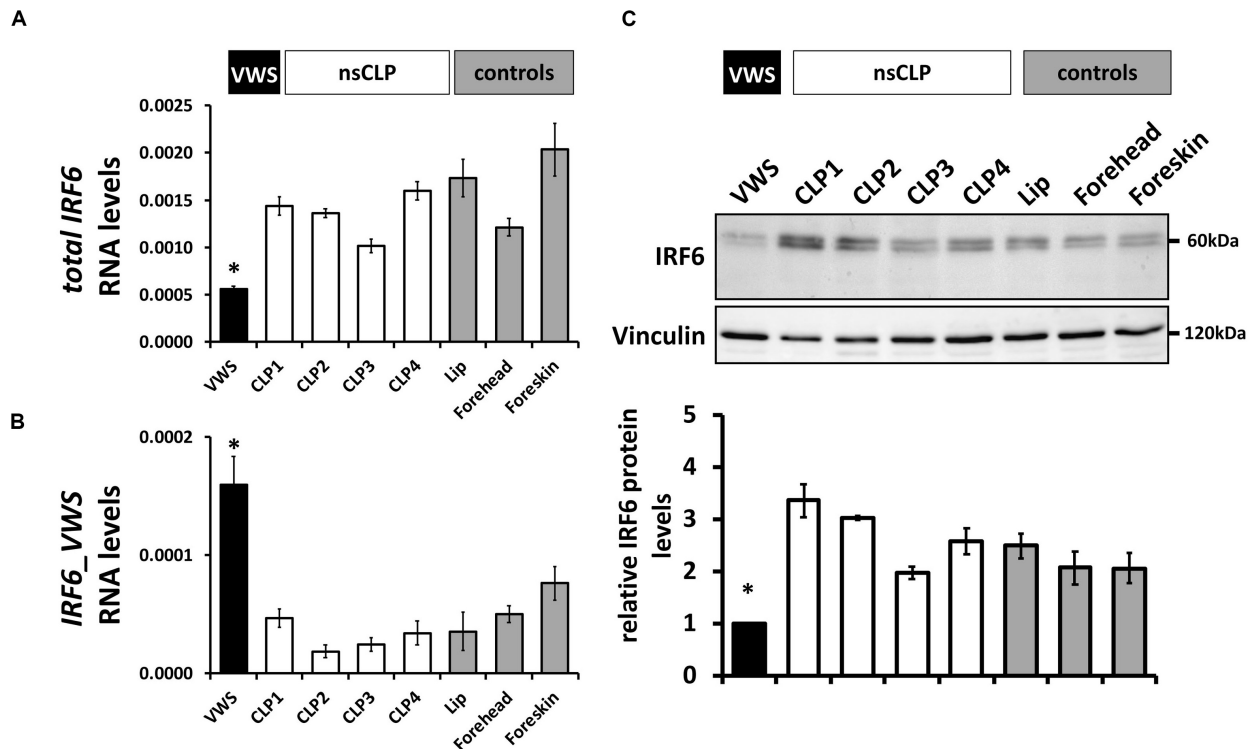 A
VWS nsCLP controls
total IRF6
RNA levels
0.0025
0.0020
0.0015
0.0010
0.0005
0.0000
*
VWS CLP1 CLP2 CLP3 CLP4 Lip Forehead Foreskin
B
IRF6_VWS
RNA levels
0.0002
0.0001
0.0000
*
VWS CLP1 CLP2 CLP3 CLP4 Lip Forehead Foreskin
C
VWS nsCLP controls
VWS CLP1 CLP2 CLP3 CLP4 Lip Forehead Foreskin
IRF6 60kDa
Vinculin 120kDa
relative IRF6 protein
levels
5
4
3
2
1
0
*